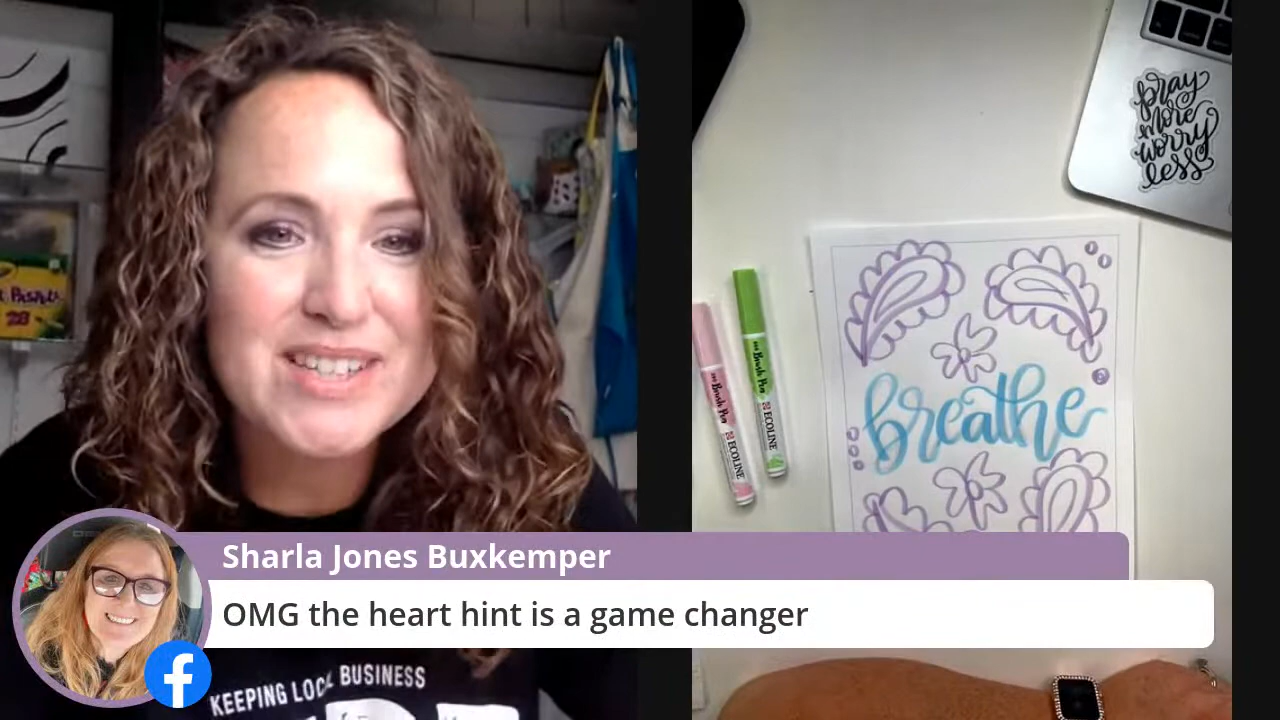 pray
more
worry
less
Brush Pen
ECOLINE
Brush Pen
ECOLINE
breathe
28
Sharla Jones Buxkemper
OMG the heart hint is a game changer
KEEPING LOCAL BUSINESS